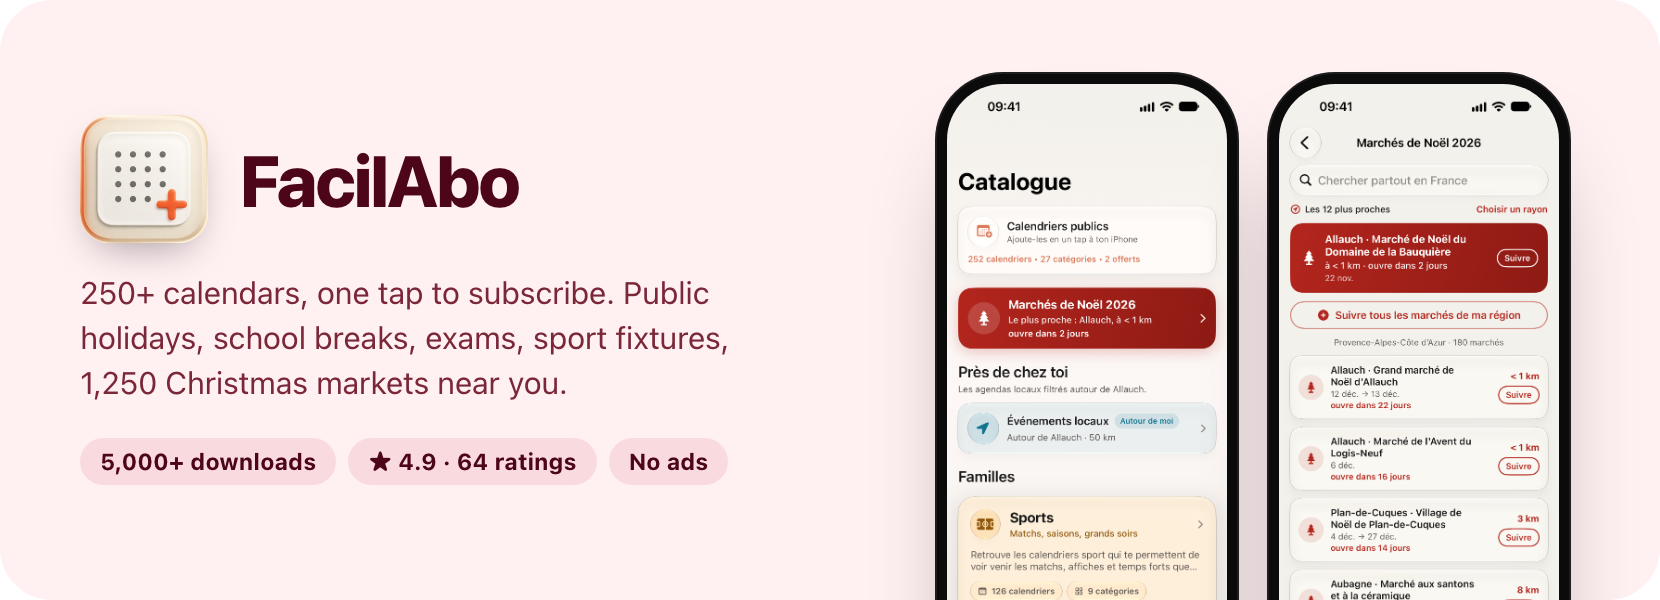 FacilAbo
250+ calendars, one tap to subscribe. Public
holidays, school breaks, exams, sport fixtures,
1,250 Christmas markets near you.
5,000+ downloads
★ 4.9 · 64 ratings
No ads
09:41
Catalogue
Calendriers publics
Ajoute-les en un tap à ton iPhone
252 calendriers • 27 catégories • 2 offerts
Marchés de Noël 2026
Le plus proche : Allauch, à < 1 km
ouvre dans 2 jours
Près de chez toi
Les agendas locaux filtrés autour de Allauch.
Événements locaux
Autour de moi
Autour de Allauch · 50 km
Familles
Sports
Matchs, saisons, grands soirs
Retrouve les calendriers sport qui te permettent de
voir venir les matchs, affiches et temps forts que...
126 calendriers
9 catégories
09:41
Marchés de Noël 2026
Chercher partout en France
Les 12 plus proches
Choisir un rayon
Allauch · Marché de Noël du
Domaine de la Bauquière
à < 1 km · ouvre dans 2 jours
22 nov.
Suivre
Suivre tous les marchés de ma région
Provence-Alpes-Côte d'Azur · 180 marchés
Allauch · Grand marché de
Noël d'Allauch
12 déc. → 13 déc.
ouvre dans 22 jours
< 1 km
Suivre
Allauch · Marché de l'Avent du
Logis-Neuf
6 déc.
ouvre dans 16 jours
< 1 km
Suivre
Plan-de-Cuques · Village de
Noël de Plan-de-Cuques
4 déc. → 27 déc.
ouvre dans 14 jours
3 km
Suivre
Aubagne · Marché aux santons
et à la céramique
8 km